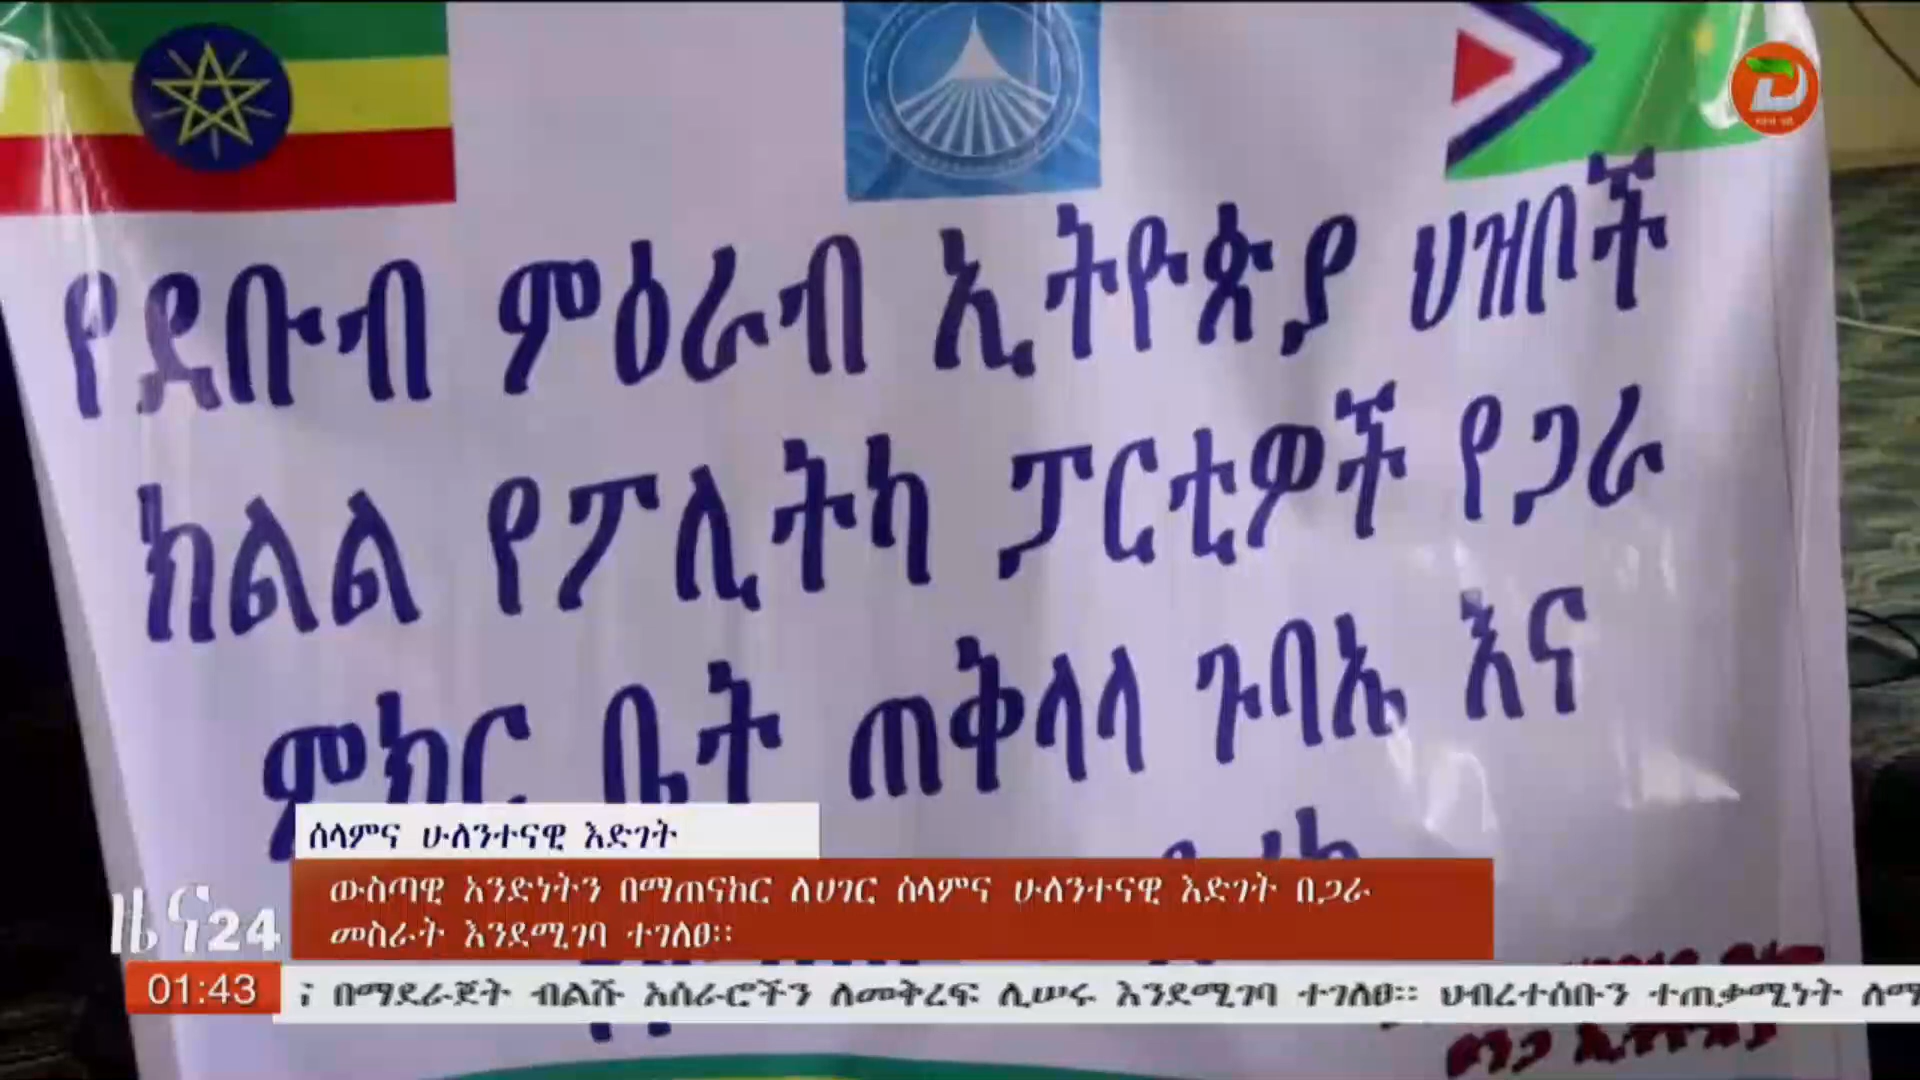 የደቡብ ምዕራብ ኢትዮጵያ ህዝቦች
ክልል የፖሊትካ ፓርቲዎች የጋራ
ምክር ቤት ጠቅላላ ጉባኤ እና
ሰላምና ሁለንተናዊ እድገት
ውስጣዊ አንድነትን በማጠናከር ለሀገር ሰላምና ሁለንተናዊ እድገት በጋራ
መስራት እንደሚገባ ተገለፀ፡፡
ዜና24
01:43
፤ በማደራጀት ብልሹ አሰራሮችን ለመቅረፍ ሊሠሩ እንደሚገባ ተገለፀ፡፡ ህብረተሰቡን ተጠቃሚነት ለማ